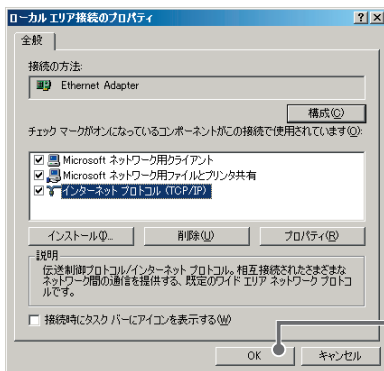 ローカル エリア接続のプロパティ
全般
接続の方法:
Ethernet Adapter
構成(C)
チェック マークがオンになっているコンポーネントがこの接続で使用されています(O):
Microsoft ネットワーク用クライアント
Microsoft ネットワーク用ファイルとプリンタ共有
インターネット プロトコル (TCP/IP)
インストール(I)... 削除(U) プロパティ(R)
説明
伝送制御プロトコル/インターネット プロトコル。相互接続されたさまざまな
ネットワーク間の通信を提供する、既定のワイド エリア ネットワーク プロトコ
ルです。
接続時にタスク バーにアイコンを表示する(W)
OK キャンセル